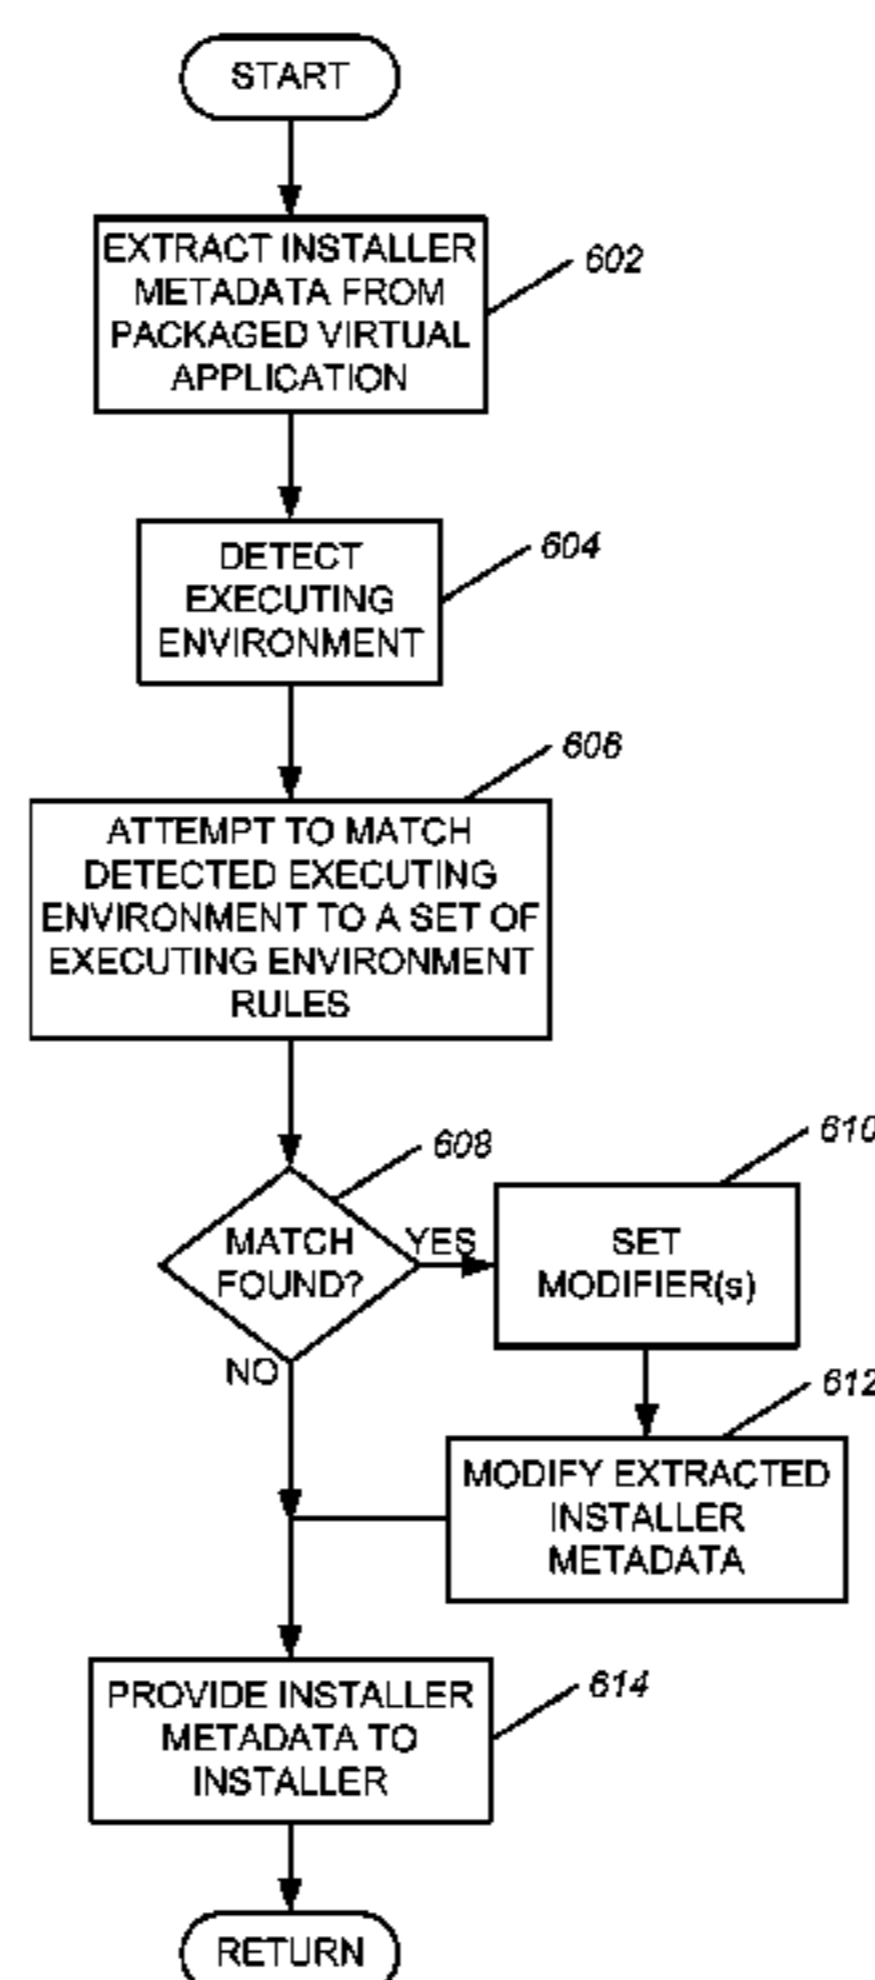 START
EXTRACT INSTALLER
METADATA FROM
PACKAGED VIRTUAL
APPLICATION
602
DETECT
EXECUTING
ENVIRONMENT
604
606
ATTEMPT TO MATCH
DETECTED EXECUTING
ENVIRONMENT TO A SET OF
EXECUTING ENVIRONMENT
RULES
608
MATCH
FOUND?
YES
NO
610
SET
MODIFIER(s)
612
MODIFY EXTRACTED
INSTALLER
METADATA
PROVIDE INSTALLER
METADATA TO
INSTALLER
614
RETURN